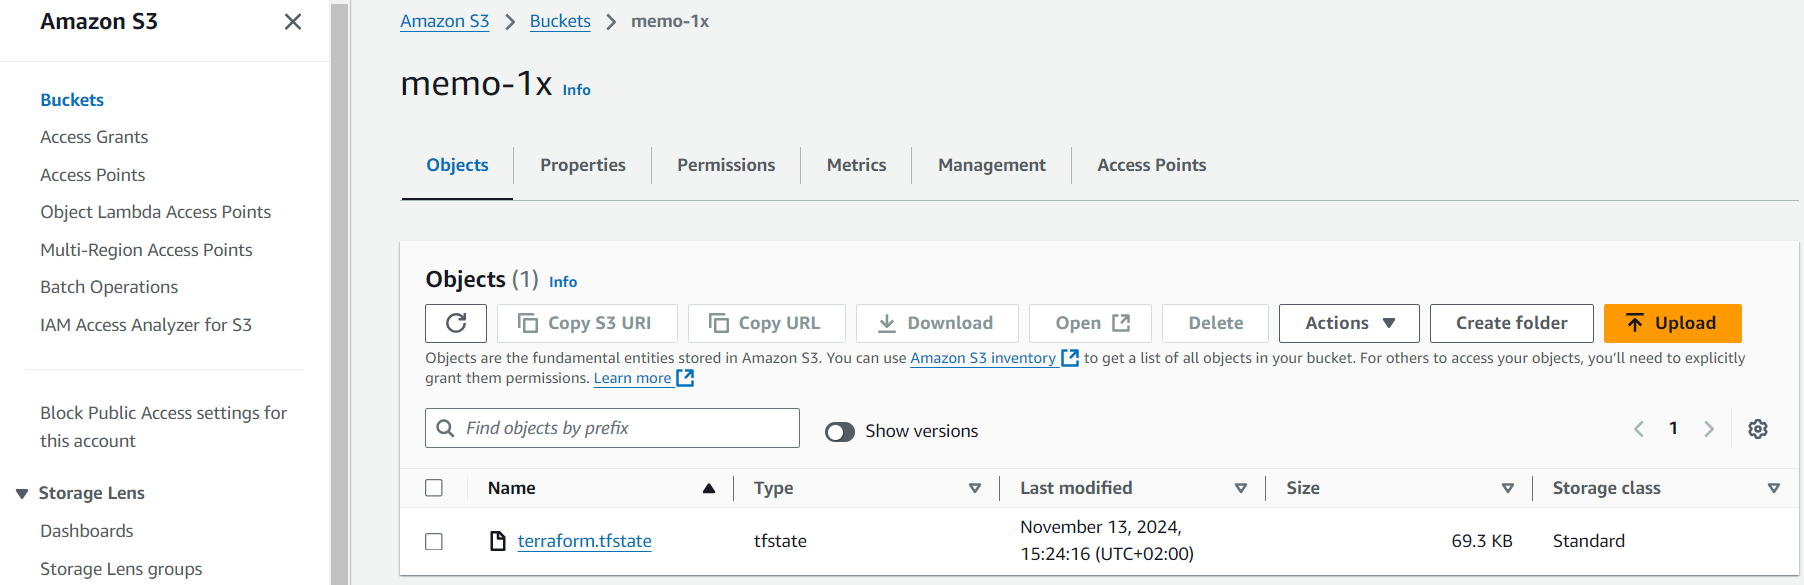 Amazon S3
Buckets
Access Grants
Access Points
Object Lambda Access Points
Multi-Region Access Points
Batch Operations
IAM Access Analyzer for S3
Block Public Access settings for
this account
Storage Lens
Dashboards
Storage Lens groups
Amazon S3 > Buckets > memo-1x
memo-1x Info
Objects Properties Permissions Metrics Management Access Points
Objects (1) Info
Copy S3 URI Copy URL Download Open Delete Actions Create folder Upload
Objects are the fundamental entities stored in Amazon S3. You can use Amazon S3 inventory to get a list of all objects in your bucket. For others to access your objects, you'll need to explicitly
grant them permissions. Learn more
Find objects by prefix Show versions 1
Name Type Last modified Size Storage class
terraform.tfstate tfstate November 13, 2024, 69.3 KB Standard
15:24:16 (UTC+02:00)